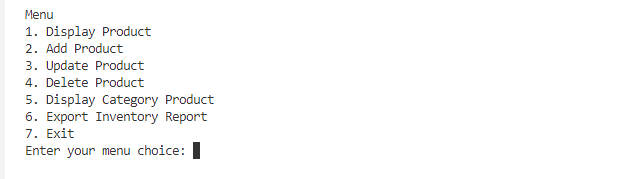 Menu
1. Display Product
2. Add Product
3. Update Product
4. Delete Product
5. Display Category Product
6. Export Inventory Report
7. Exit
Enter your menu choice: